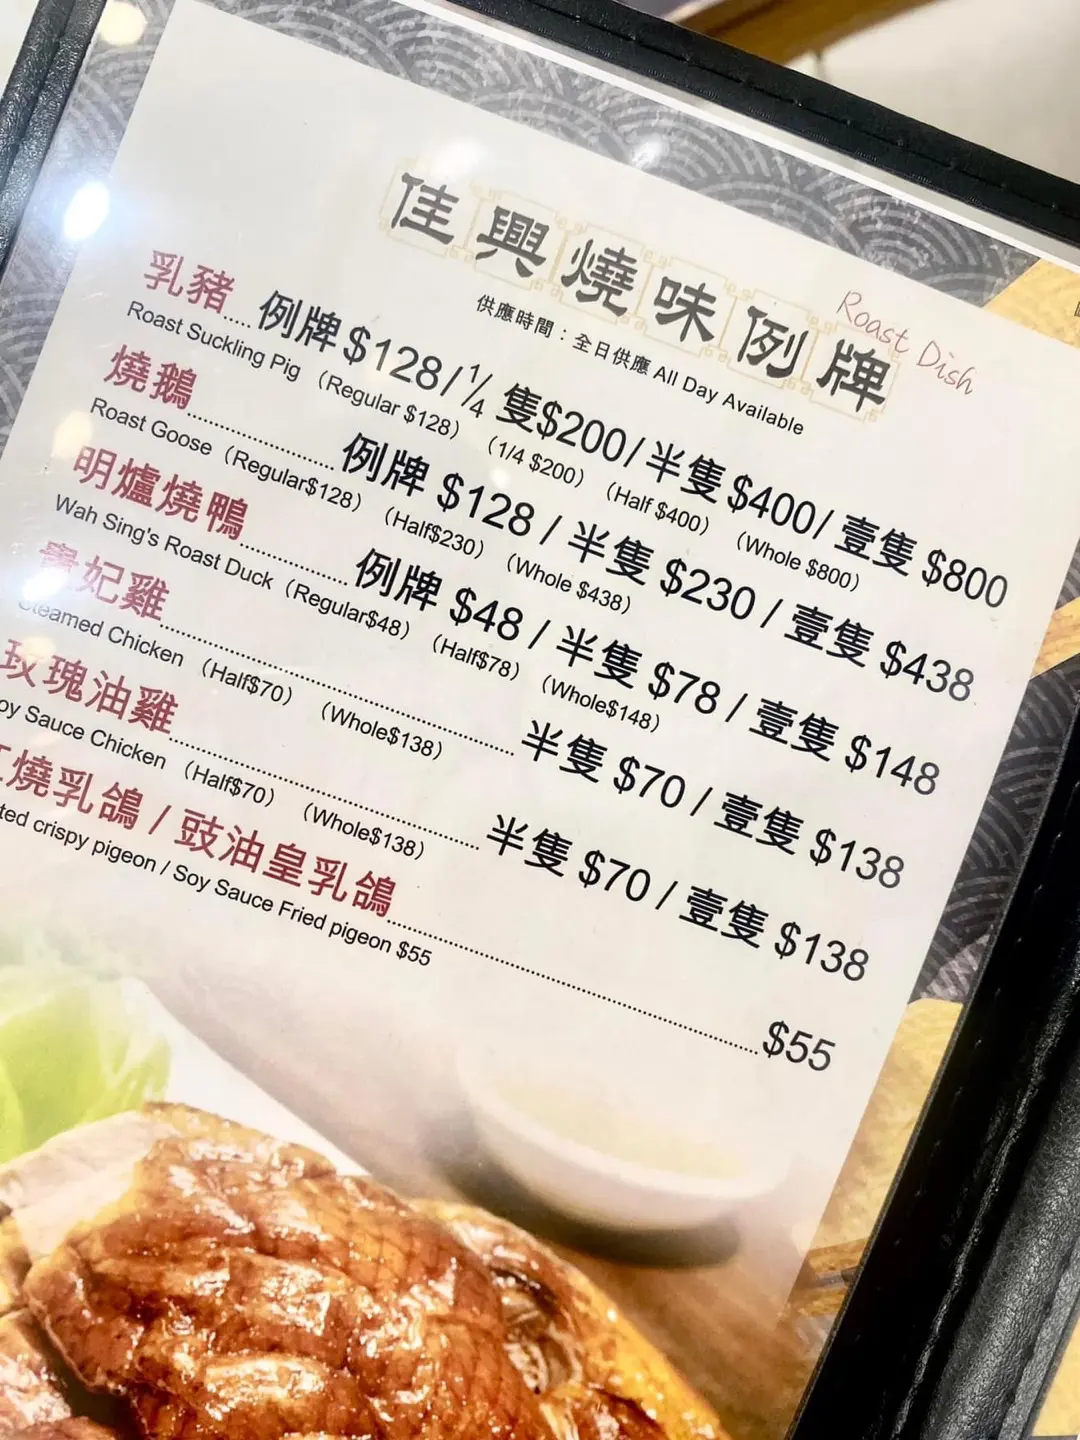 佳興燒味例牌
Roast Dish
供應時間：全日供應 All Day Available
乳豬..... 例牌 $128 / 1/4 隻$200/ 半隻 $400/ 壹隻 $800
Roast Suckling Pig （Regular $128） （1/4 $200） （Half $400） （Whole $800）
燒鵝..................... 例牌 $128 / 半隻 $230 / 壹隻 $438
Roast Goose （Regular$128） （Half$230） （Whole $438）
明爐燒鴨............... 例牌 $48 / 半隻 $78 / 壹隻 $148
Wah Sing's Roast Duck （Regular$48） （Half$78） （Whole$148）
貴妃雞................................................ 半隻 $70 / 壹隻 $138
Steamed Chicken （Half$70） （Whole$138）
玫瑰油雞.......................................... 半隻 $70 / 壹隻 $138
oy Sauce Chicken （Half$70） （Whole$138）
燒乳鴿 / 豉油皇乳鴿.................................................. $55
ted crispy pigeon / Soy Sauce Fried pigeon $55